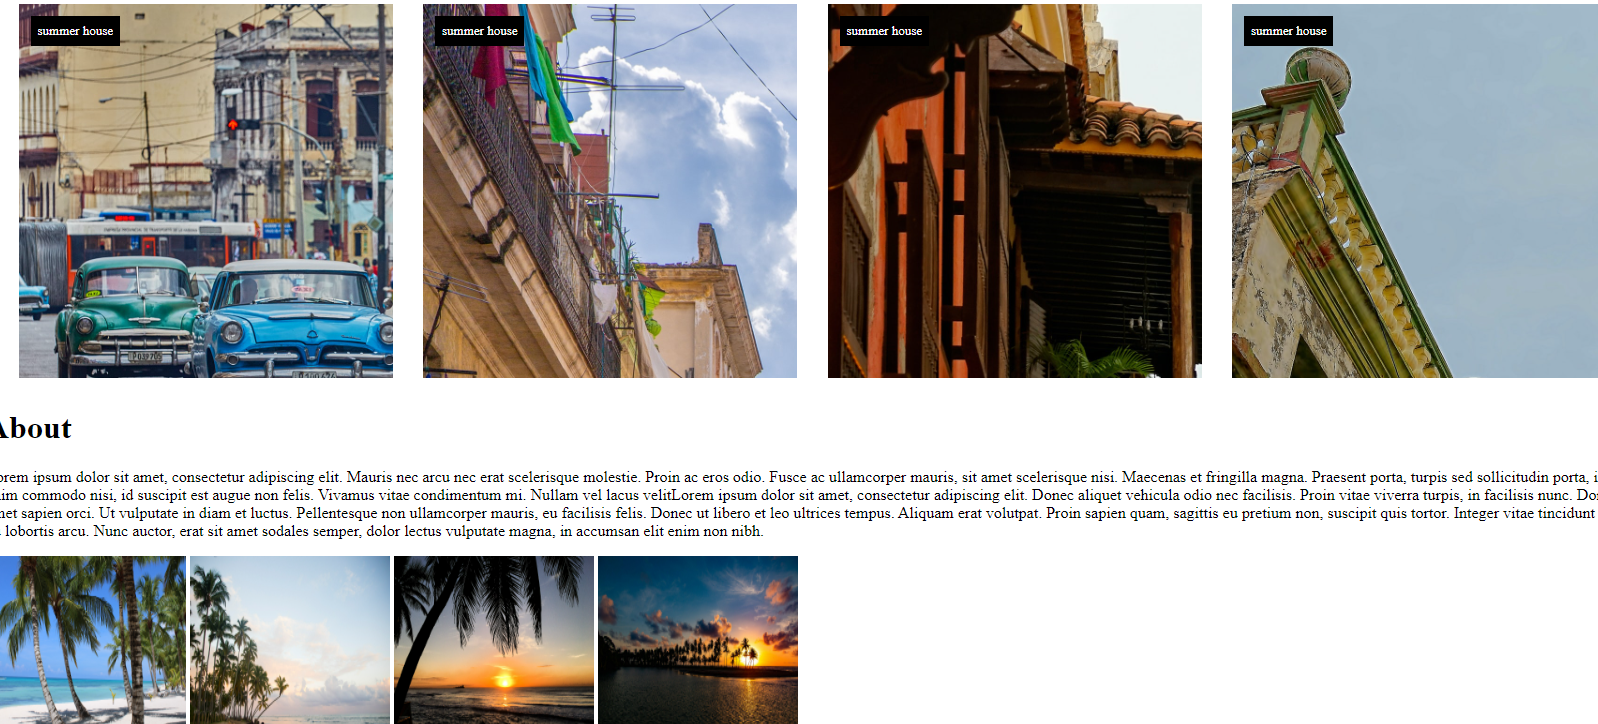 summer house
summer house
summer house
summer house
About
orem ipsum dolor sit amet, consectetur adipiscing elit. Mauris nec arcu nec erat scelerisque molestie. Proin ac eros odio. Fusce ac ullamcorper mauris, sit amet scelerisque nisi. Maecenas et fringilla magna. Praesent porta, turpis sed sollicitudin porta, i
im commodo nisi, id suscipit est augue non felis. Vivamus vitae condimentum mi. Nullam vel lacus velitLorem ipsum dolor sit amet, consectetur adipiscing elit. Donec aliquet vehicula odio nec facilisis. Proin vitae viverra turpis, in facilisis nunc. Do
net sapien orci. Ut vulputate in diam et luctus. Pellentesque non ullamcorper mauris, eu facilisis felis. Donec ut libero et leo ultrices tempus. Aliquam erat volutpat. Proin sapien quam, sagittis eu pretium non, suscipit quis tortor. Integer vitae tincidunt
lobortis arcu. Nunc auctor, erat sit amet sodales semper, dolor lectus vulputate magna, in accumsan elit enim non nibh.